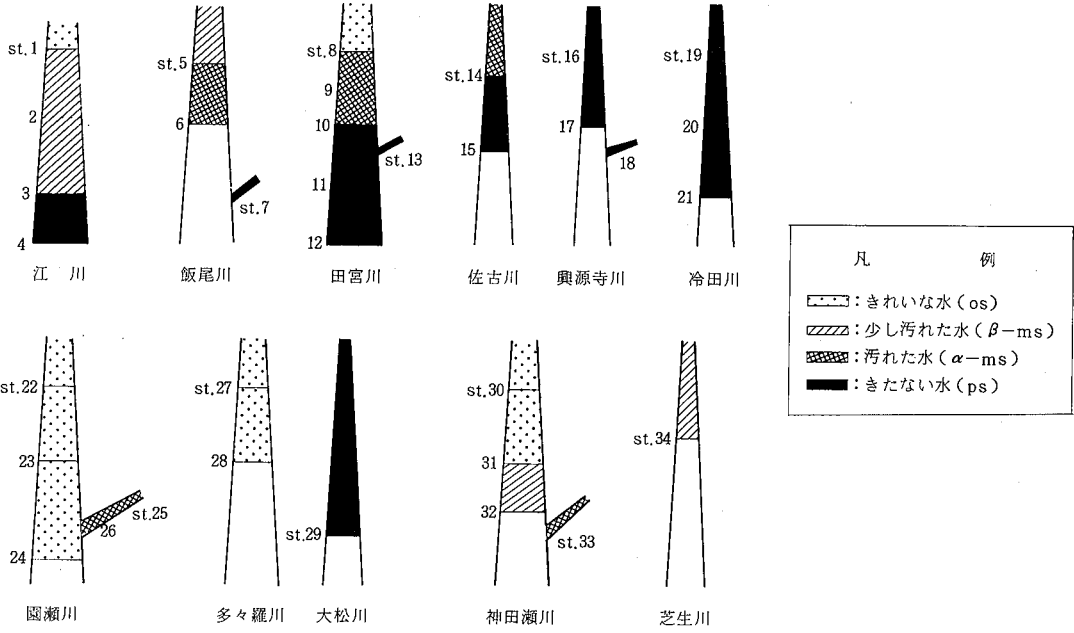 st.1
2
3
4
江 川
st.5
6
st.7
飯尾川
st.8
9
10
11
12
st.13
田宮川
st.14
15
佐古川
st.16
17
18
興源寺川
st.19
20
21
冷田川
凡 例
:きれいな水(os)
:少し汚れた水(β-ms)
:汚れた水(α-ms)
:きたない水(ps)
st.22
23
24
st.25
26
園瀬川
st.27
28
多々羅川
st.29
大松川
st.30
31
32
st.33
神田瀬川
st.34
芝生川